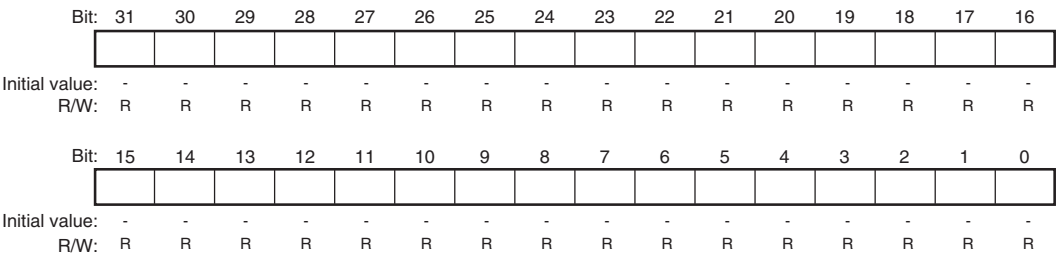 Bit: 31 30 29 28 27 26 25 24 23 22 21 20 19 18 17 16
Initial value: - - - - - - - - - - - - - - - -
R/W: R R R R R R R R R R R R R R R R
Bit: 15 14 13 12 11 10 9 8 7 6 5 4 3 2 1 0
Initial value: - - - - - - - - - - - - - - - -
R/W: R R R R R R R R R R R R R R R R